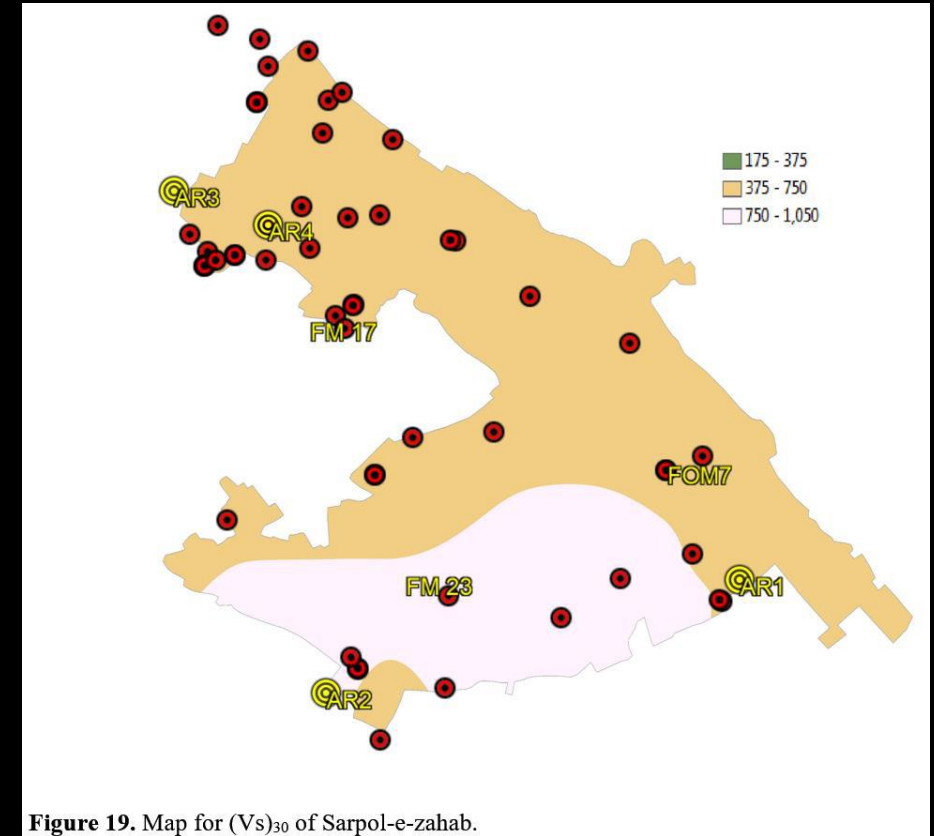 175 - 375
375 - 750
750 - 1,050
AR3
AR4
FM 17
FOM7
FM 23
AR1
AR2
Figure 19. Map for (Vs)₃₀ of Sarpol-e-zahab.